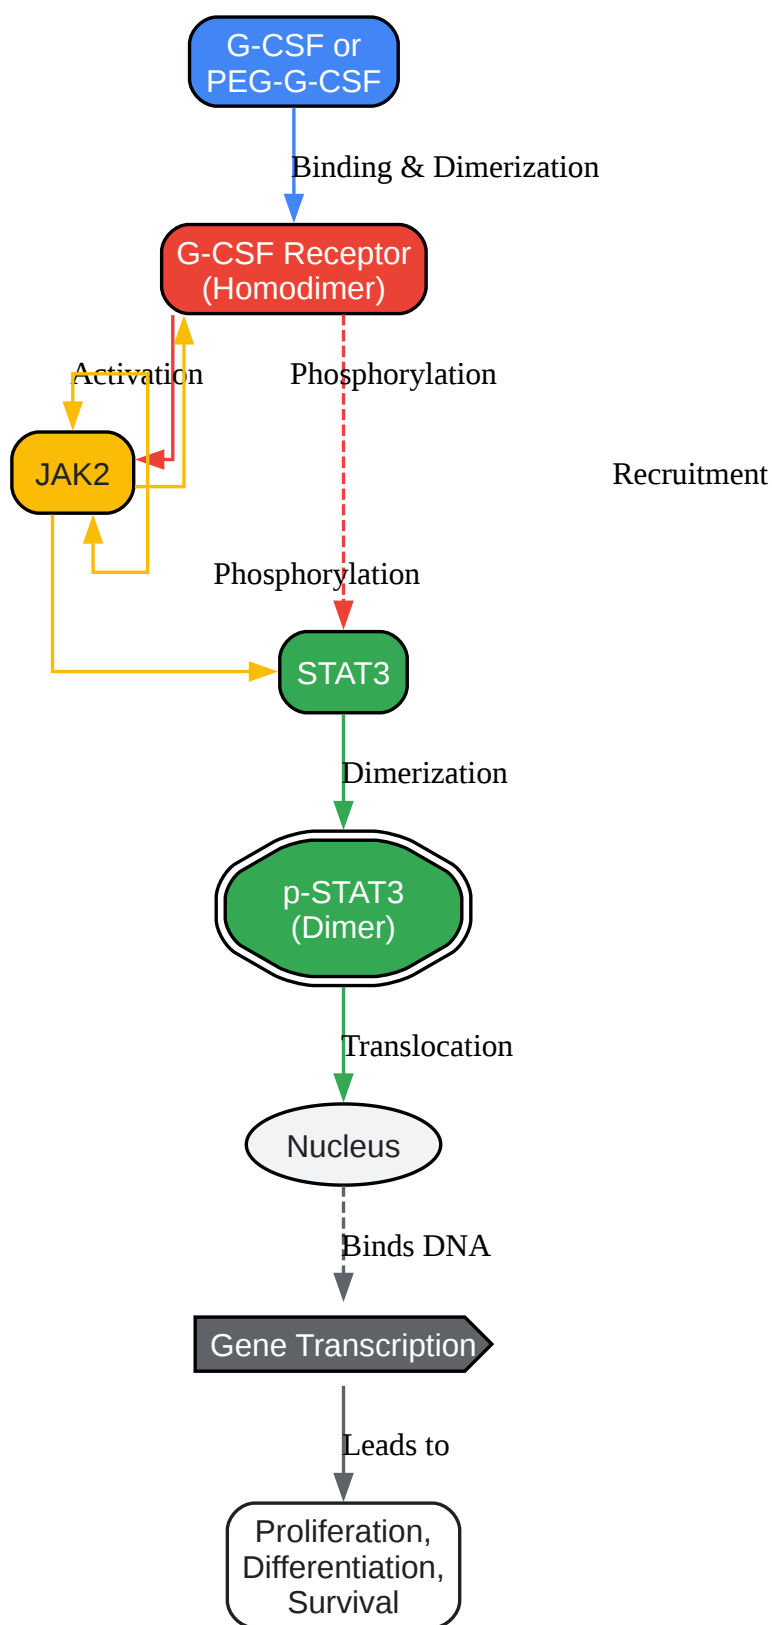 G-CSF or
PEG-G-CSF
Binding & Dimerization
G-CSF Receptor
(Homodimer)
Activation
Phosphorylation
JAK2
Recruitment
Phosphorylation
STAT3
Dimerization
p-STAT3
(Dimer)
Translocation
Nucleus
Binds DNA
Gene Transcription
Leads to
Proliferation,
Differentiation,
Survival